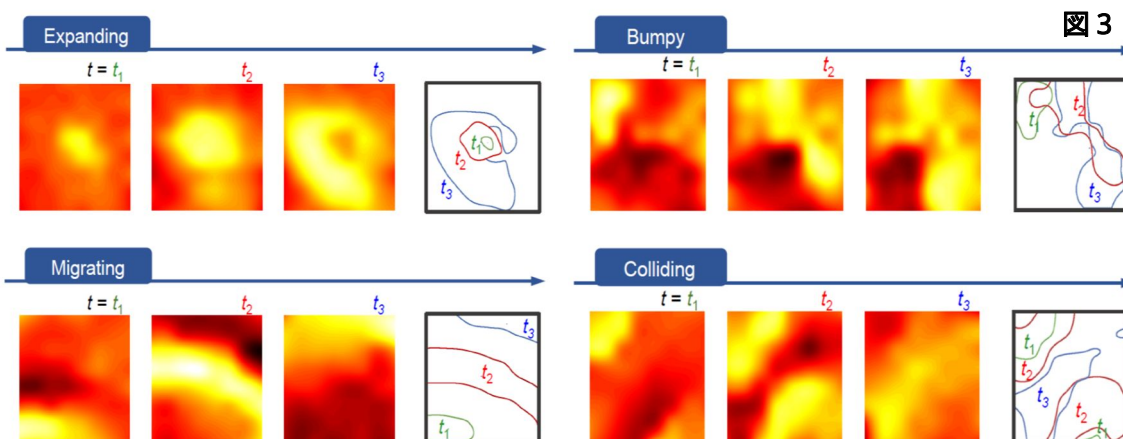 図 3
Expanding
t = t1 t2 t3
t1
t2
t3
Bumpy
t = t1 t2 t3
t2
t1
t3
Migrating
t = t1 t2 t3
t3
t2
t1
Colliding
t = t1 t2 t3
t1
t2
t3
t2
t1